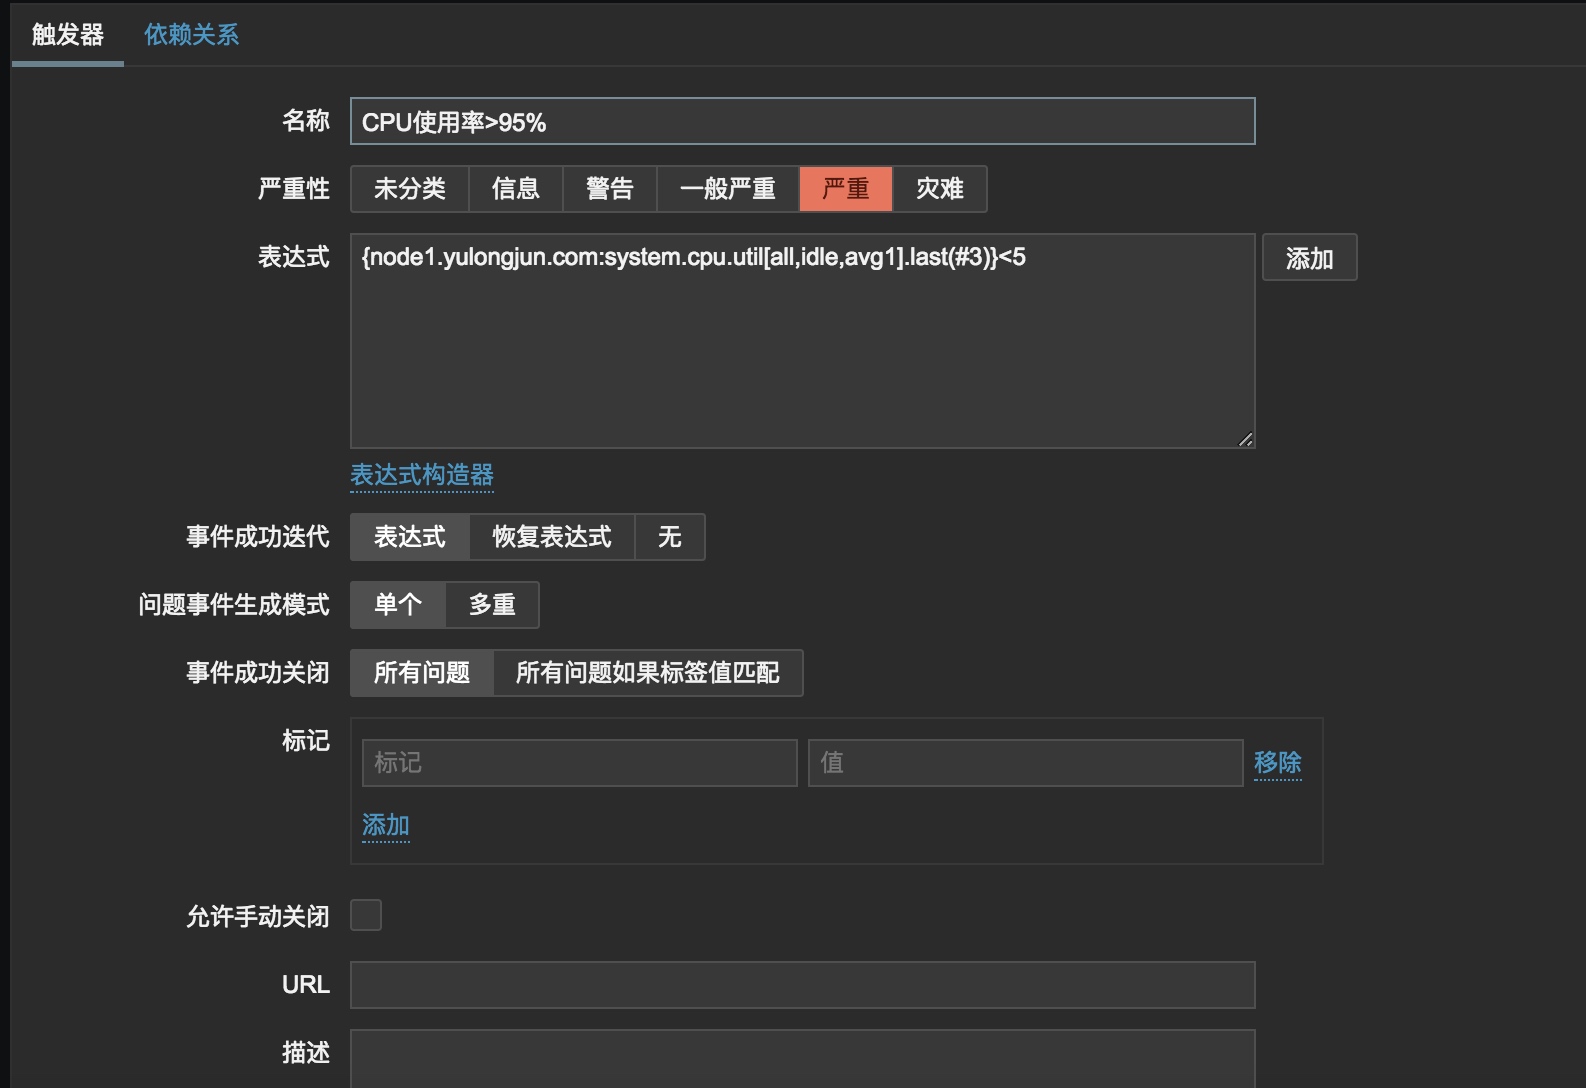 触发器 依赖关系
名称 CPU使用率>95%
严重性 未分类 信息 警告 一般严重 严重 灾难
表达式 {node1.yulongjun.com:system.cpu.util[all,idle,avg1].last(#3)}<5 添加
表达式构造器
事件成功迭代 表达式 恢复表达式 无
问题事件生成模式 单个 多重
事件成功关闭 所有问题 所有问题如果标签值匹配
标记 标记 值 移除
添加
允许手动关闭
URL
描述